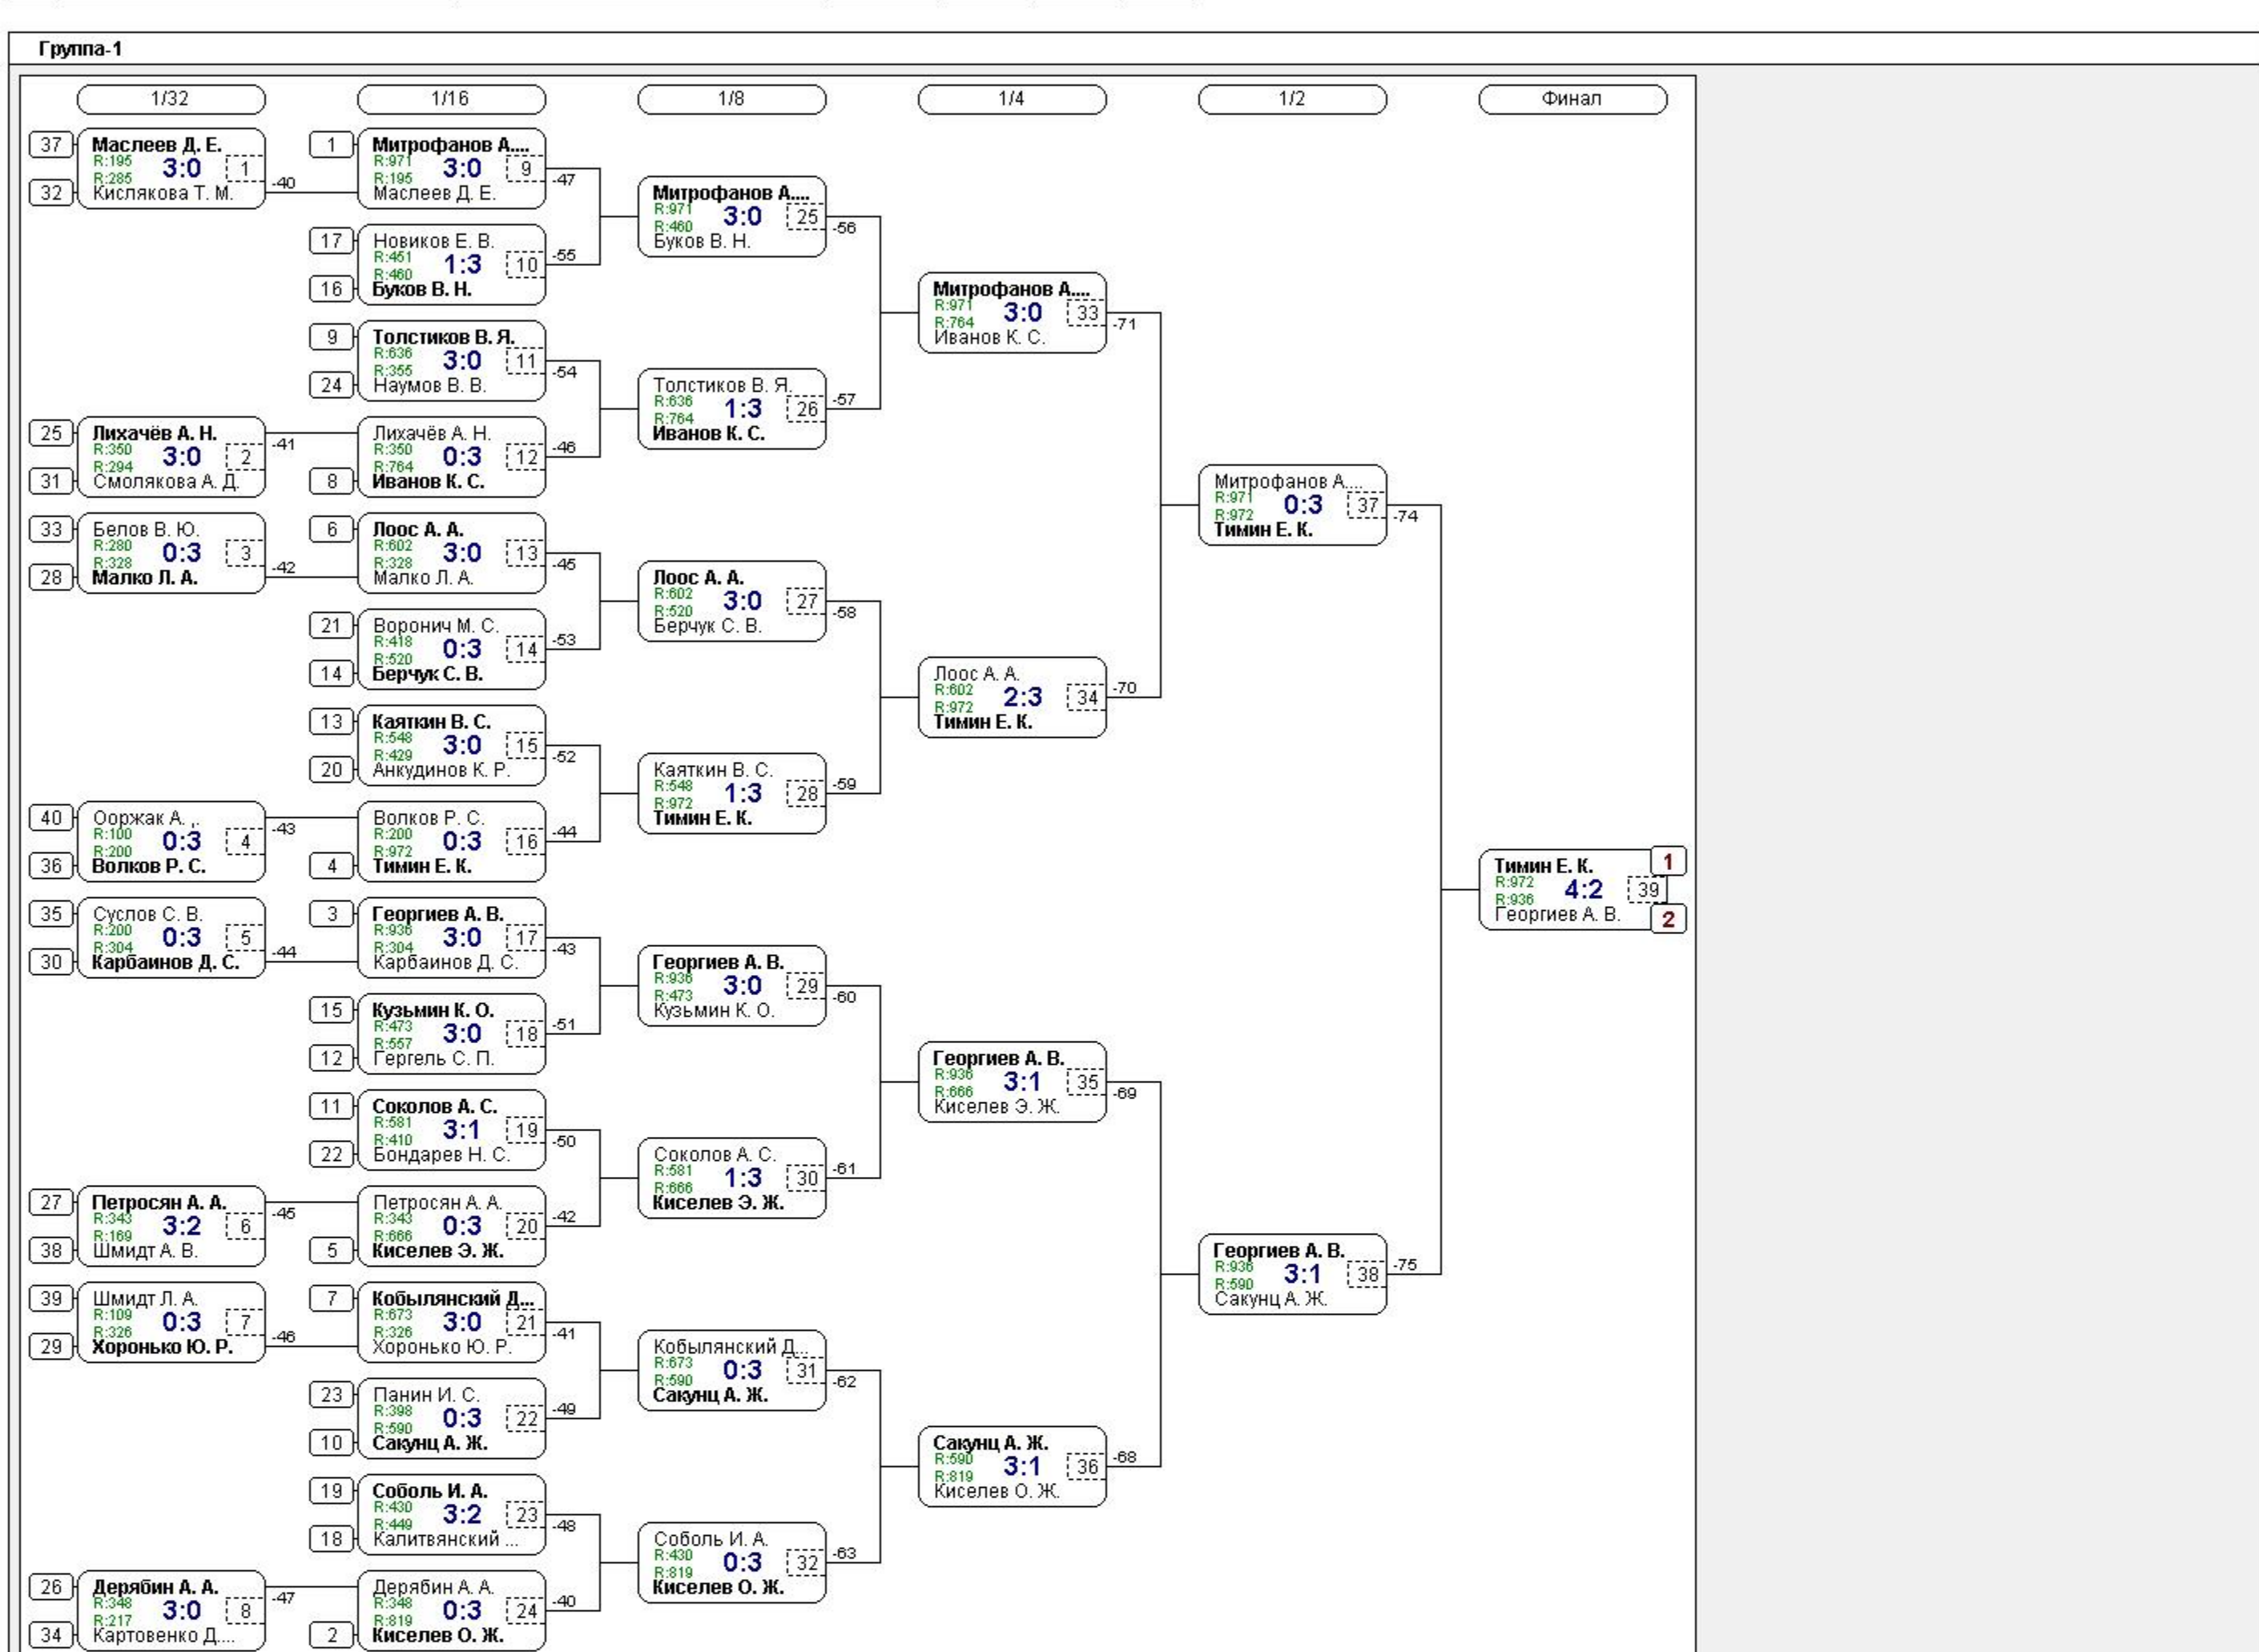 Группа-1
1/32
1/16
1/8
1/4
1/2
Финал
37
Маслеев Д. Е.
R:195
R:285
3:0
1
32
Кислякова Т. М.
-40
25
Лихачёв А. Н.
R:350
R:294
3:0
2
31
Смолякова А. Д.
-41
33
Белов В. Ю.
R:280
R:328
0:3
3
28
Малко Л. А.
-42
40
Ооржак А. ,.
R:100
R:200
0:3
4
36
Волков Р. С.
-43
35
Суслов С. В.
R:200
R:304
0:3
5
30
Карбаинов Д. С.
-44
27
Петросян А. А.
R:343
R:169
3:2
6
38
Шмидт А. В.
-45
39
Шмидт Л. А.
R:109
R:326
0:3
7
29
Хоронько Ю. Р.
-46
26
Дерябин А. А.
R:348
R:217
3:0
8
34
Картовенко Д....
-47
1
Митрофанов А....
R:971
R:195
3:0
9
Маслеев Д. Е.
-47
17
Новиков Е. В.
R:451
R:460
1:3
10
16
Буков В. Н.
-55
9
Толстиков В. Я.
R:636
R:355
3:0
11
24
Наумов В. В.
-54
Лихачёв А. Н.
R:350
R:764
0:3
12
8
Иванов К. С.
-46
6
Лоос А. А.
R:602
R:328
3:0
13
Малко Л. А.
-45
21
Воронич М. С.
R:418
R:520
0:3
14
14
Берчук С. В.
-53
13
Каяткин В. С.
R:548
R:429
3:0
15
20
Анкудинов К. Р.
-52
Волков Р. С.
R:200
R:972
0:3
16
4
Тимин Е. К.
-44
3
Георгиев А. В.
R:936
R:304
3:0
17
Карбаинов Д. С.
-43
15
Кузьмин К. О.
R:473
R:557
3:0
18
12
Гергель С. П.
-51
11
Соколов А. С.
R:581
R:410
3:1
19
22
Бондарев Н. С.
-50
Петросян А. А.
R:343
R:666
0:3
20
5
Киселев Э. Ж.
-42
7
Кобылянский Д...
R:673
R:326
3:0
21
Хоронько Ю. Р.
-41
23
Панин И. С.
R:398
R:590
0:3
22
10
Сакунц А. Ж.
-49
19
Соболь И. А.
R:430
R:449
3:2
23
18
Калитвянский ...
-48
Дерябин А. А.
R:348
R:819
0:3
24
2
Киселев О. Ж.
-40
Митрофанов А....
R:971
R:460
3:0
25
Буков В. Н.
-56
Толстиков В. Я.
R:636
R:764
1:3
26
Иванов К. С.
-57
Лоос А. А.
R:602
R:520
3:0
27
Берчук С. В.
-58
Каяткин В. С.
R:548
R:972
1:3
28
Тимин Е. К.
-59
Георгиев А. В.
R:936
R:473
3:0
29
Кузьмин К. О.
-60
Соколов А. С.
R:581
R:666
1:3
30
Киселев Э. Ж.
-61
Кобылянский Д...
R:673
R:590
0:3
31
Сакунц А. Ж.
-62
Соболь И. А.
R:430
R:819
0:3
32
Киселев О. Ж.
-63
Митрофанов А....
R:971
R:764
3:0
33
Иванов К. С.
-71
Лоос А. А.
R:602
R:972
2:3
34
Тимин Е. К.
-70
Георгиев А. В.
R:936
R:666
3:1
35
Киселев Э. Ж.
-69
Сакунц А. Ж.
R:590
R:819
3:1
36
Киселев О. Ж.
-68
Митрофанов А....
R:971
R:972
0:3
37
Тимин Е. К.
-74
Георгиев А. В.
R:936
R:590
3:1
38
Сакунц А. Ж.
-75
Тимин Е. К.
1
R:972
R:936
4:2
39
Георгиев А. В.
2